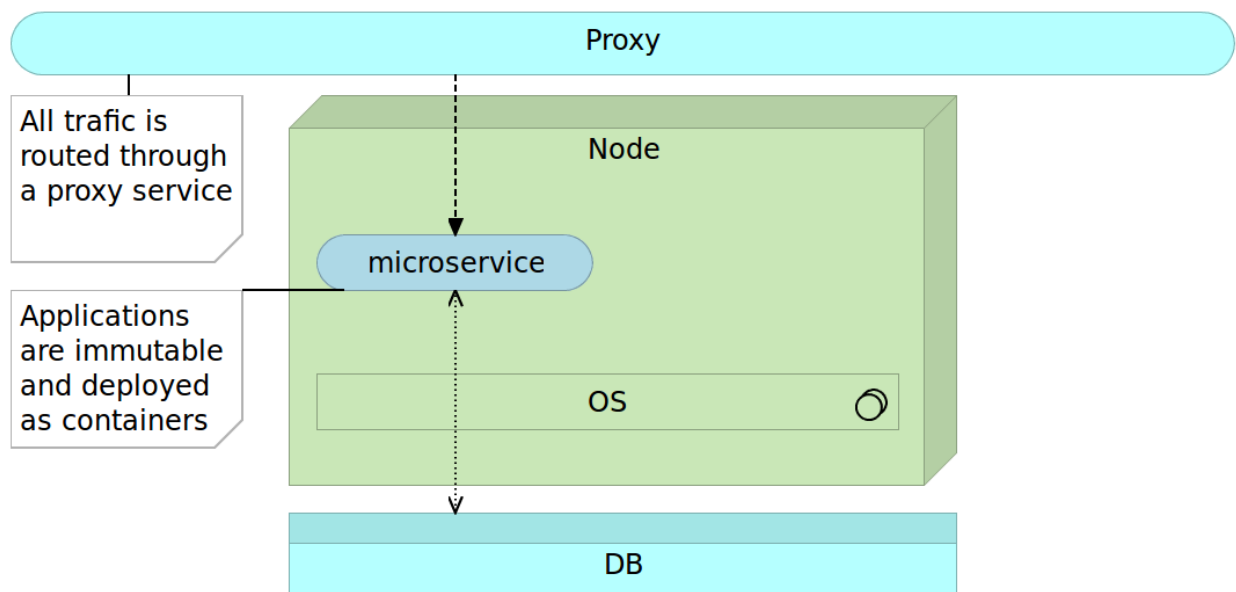 Proxy
All trafic is
routed through
a proxy service
Node
microservice
Applications
are immutable
and deployed
as containers
OS
DB